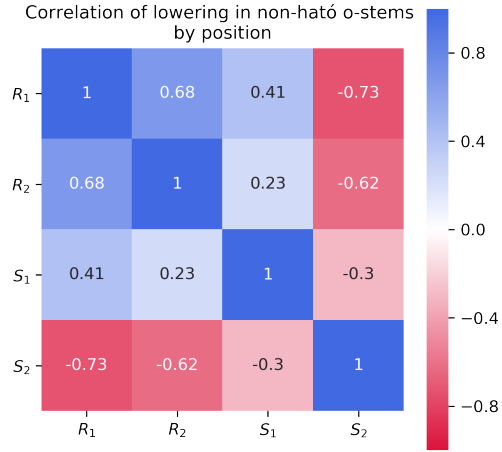 Correlation of lowering in non-ható o-stems
by position
R1 1 0.68 0.41 -0.73
R2 0.68 1 0.23 -0.62
S1 0.41 0.23 1 -0.3
S2 -0.73 -0.62 -0.3 1
R1 R2 S1 S2
0.8
0.4
0.0
−0.4
−0.8